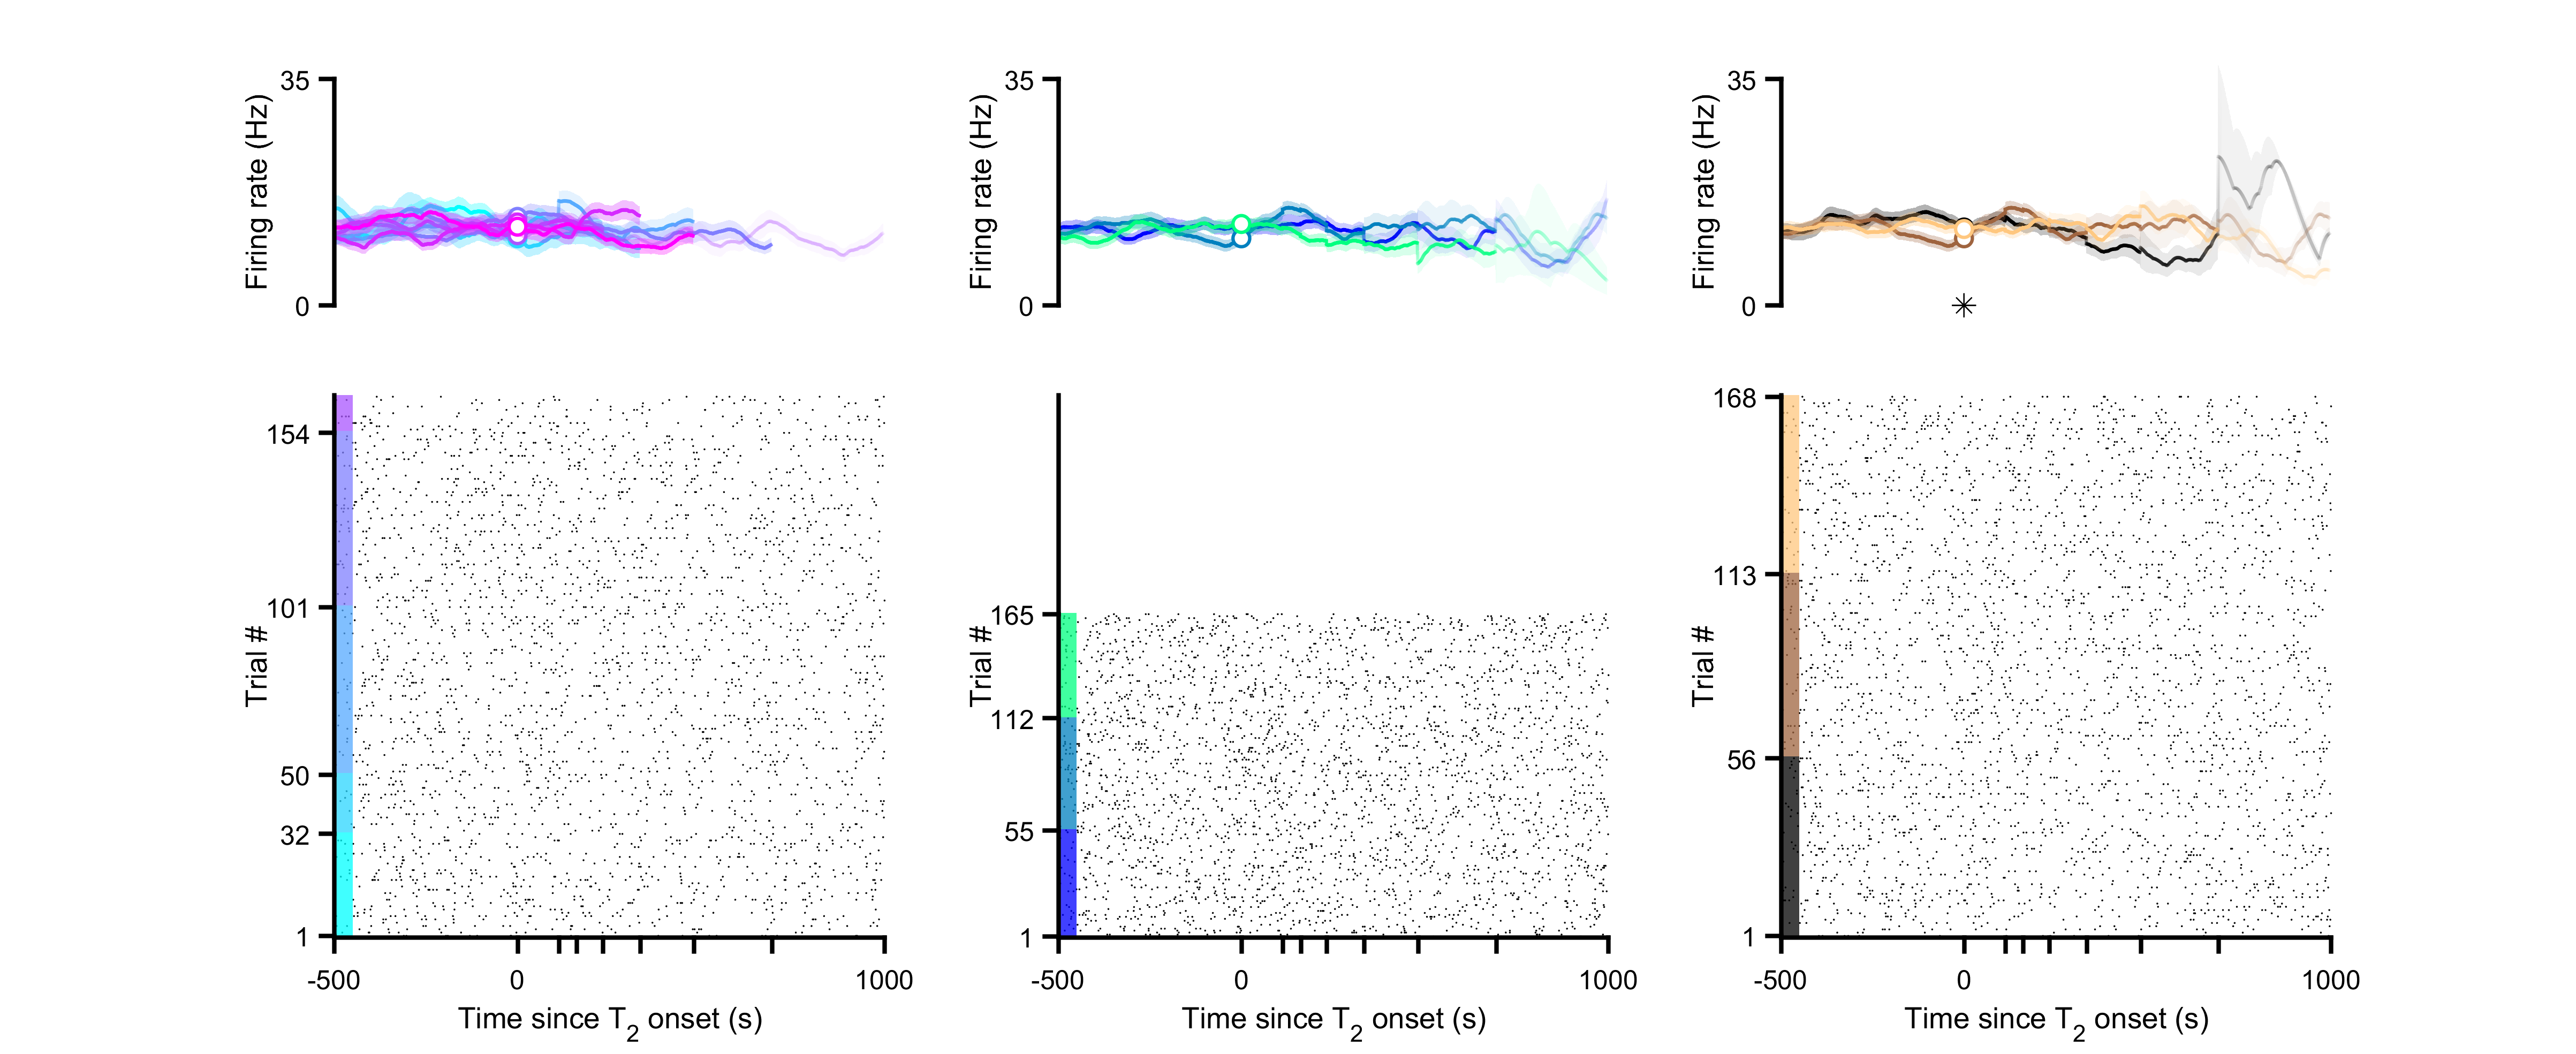 35
Firing rate (Hz)
0
35
Firing rate (Hz)
0
35
Firing rate (Hz)
0
154
101
50
32
1
Trial #
-500 0 1000
Time since T2 onset (s)
165
112
55
1
Trial #
-500 0 1000
Time since T2 onset (s)
168
113
56
1
Trial #
-500 0 1000
Time since T2 onset (s)